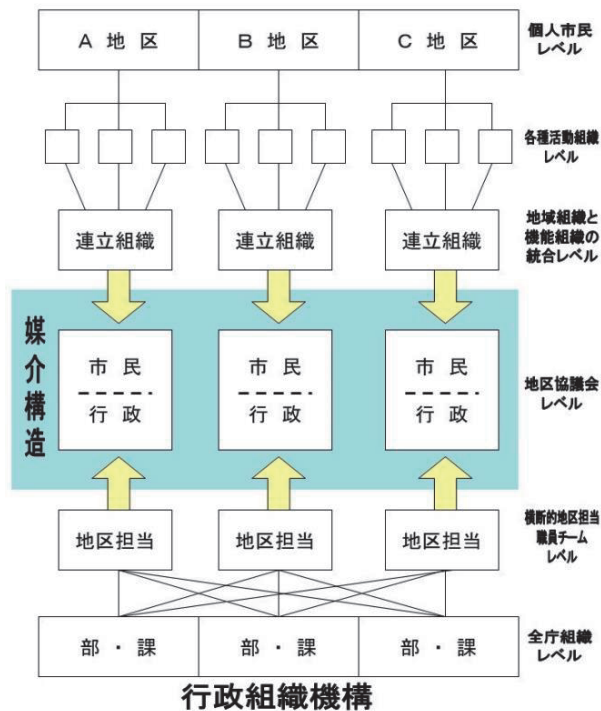 A 地 区
B 地 区
C 地 区
個人市民
レベル
各種活動組織
レベル
連立組織
連立組織
連立組織
地域組織と
機能組織の
統合レベル
媒介構造
市 民
行 政
市 民
行 政
市 民
行 政
地区協議会
レベル
地区担当
地区担当
地区担当
横断的地区担当
職員チーム
レベル
部 ・ 課
部 ・ 課
部 ・ 課
全庁組織
レベル
行政組織機構